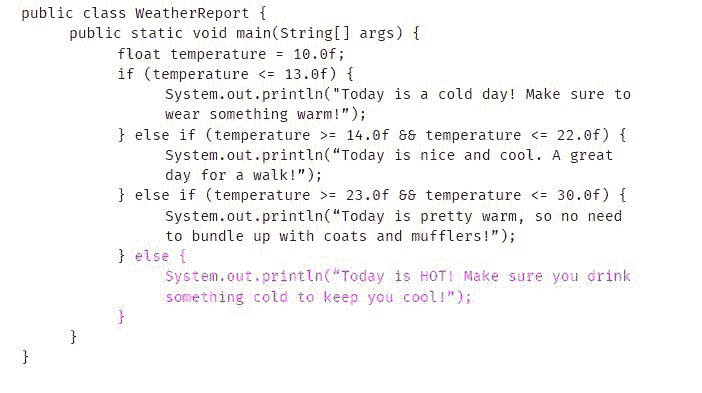 public class WeatherReport {
public static void main(String[] args) {
float temperature = 10.0f;
if (temperature <= 13.0f) {
System.out.println("Today is a cold day! Make sure to
wear something warm!”);
} else if (temperature >= 14.0f && temperature <= 22.0f) {
System.out.println(“Today is nice and cool. A great
day for a walk!”);
} else if (temperature >= 23.0f && temperature <= 30.0f) {
System.out.println(“Today is pretty warm, so no need
to bundle up with coats and mufflers!”);
} else {
System.out.println(“Today is HOT! Make sure you drink
something cold to keep you cool!”);
}
}
}